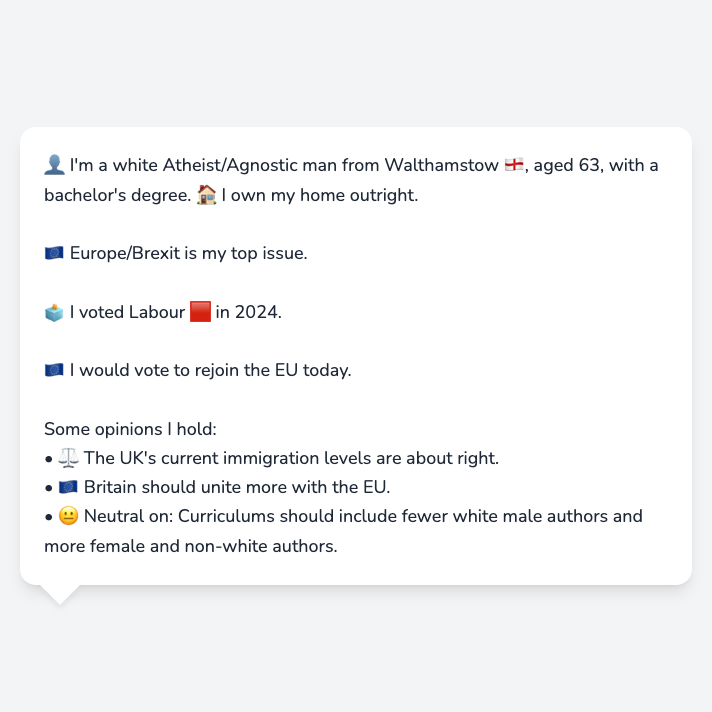 👤 I'm a white Atheist/Agnostic man from Walthamstow 🏴󠁧󠁢󠁥󠁮󠁧󠁿, aged 63, with a
bachelor's degree. 🏠 I own my home outright.
🇪🇺 Europe/Brexit is my top issue.
🗳️ I voted Labour 🟥 in 2024.
🇪🇺 I would vote to rejoin the EU today.
Some opinions I hold:
• ⚖️ The UK's current immigration levels are about right.
• 🇪🇺 Britain should unite more with the EU.
• 😐 Neutral on: Curriculums should include fewer white male authors and
more female and non-white authors.